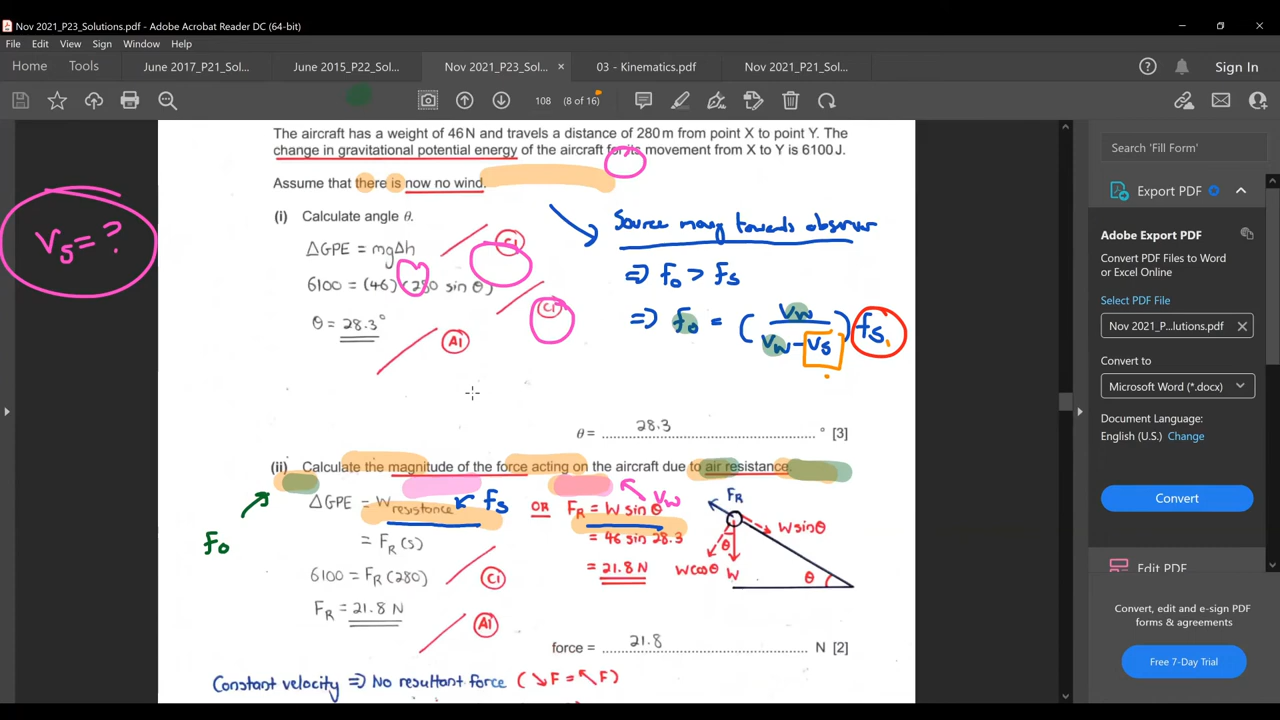 Nov 2021_P23_Solutions.pdf - Adobe Acrobat Reader DC (64-bit)
File Edit View Sign Window Help
Home Tools June 2017_P21_Sol... June 2015_P22_Sol... Nov 2021_P23_Sol... × 03 - Kinematics.pdf Nov 2021_P21_Sol... Sign In
108 (8 of 16)
The aircraft has a weight of 46 N and travels a distance of 280 m from point X to point Y. The
change in gravitational potential energy of the aircraft for its movement from X to Y is 6100 J.
Assume that there is now no wind.
(i) Calculate angle θ.
ΔGPE = mgΔh
C1
6100 = (46)(280 sin θ)
C1
θ = 28.3°
A1
Vs = ?
Source moving towards observer
⇒ fo > fs
⇒ fo = (Vw / (Vw - Vs)) fs.
θ = 28.3 ° [3]
(ii) Calculate the magnitude of the force acting on the aircraft due to air resistance.
ΔGPE = W resistance
fs
= FR (s)
6100 = FR (280)
C1
FR = 21.8 N
A1
fo
OR FR = W sin θ
Vw
= 46 sin 28.3
= 21.8 N
FR
W sinθ
θ
W cosθ W θ
force = 21.8 N [2]
Constant velocity ⇒ No resultant force (↘F = ↖F)
Search 'Fill Form'
Export PDF
Adobe Export PDF
Convert PDF Files to Word
or Excel Online
Select PDF File
Nov 2021_P...lutions.pdf
Convert to
Microsoft Word (*.docx)
Document Language:
English (U.S.) Change
Convert
Edit PDF
Convert, edit and e-sign PDF
forms & agreements
Free 7-Day Trial